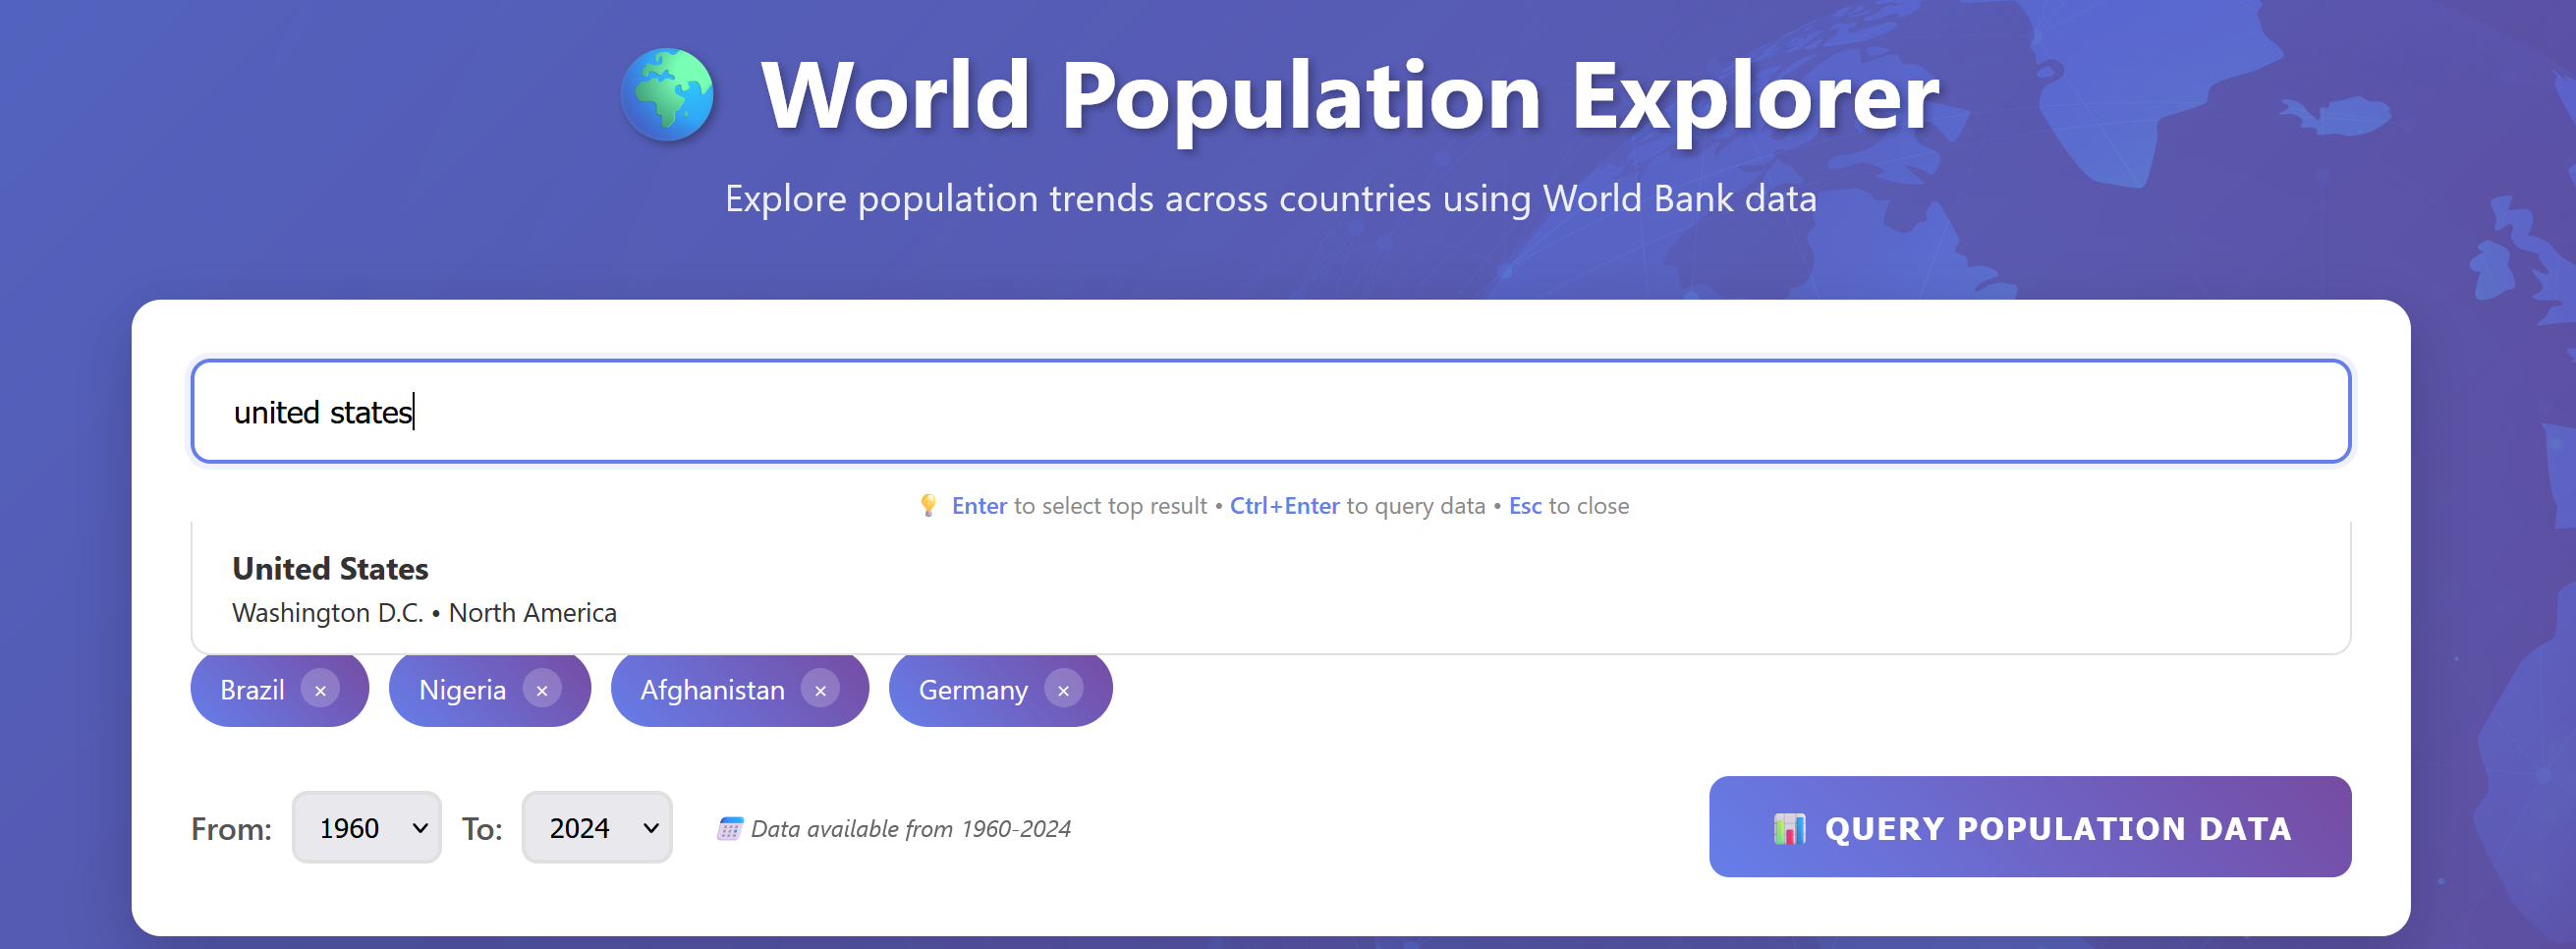 World Population Explorer
Explore population trends across countries using World Bank data
united states
Enter to select top result • Ctrl+Enter to query data • Esc to close
United States
Washington D.C. • North America
Brazil × Nigeria × Afghanistan × Germany ×
From: 1960 To: 2024 Data available from 1960-2024 QUERY POPULATION DATA